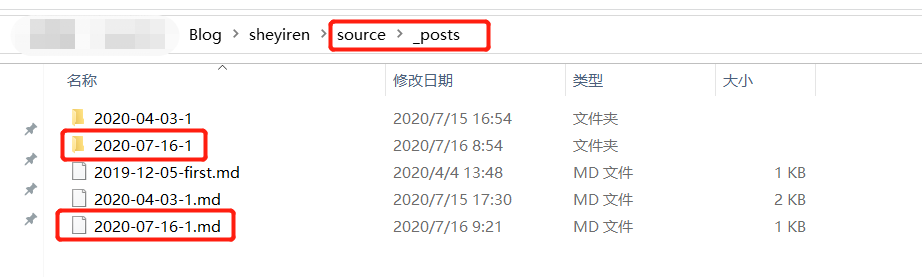 Blog > sheyiren > source > _posts
名称 修改日期 类型 大小
2020-04-03-1 2020/7/15 16:54 文件夹
2020-07-16-1 2020/7/16 8:54 文件夹
2019-12-05-first.md 2020/4/4 13:48 MD 文件 1 KB
2020-04-03-1.md 2020/7/15 17:30 MD 文件 2 KB
2020-07-16-1.md 2020/7/16 9:21 MD 文件 1 KB